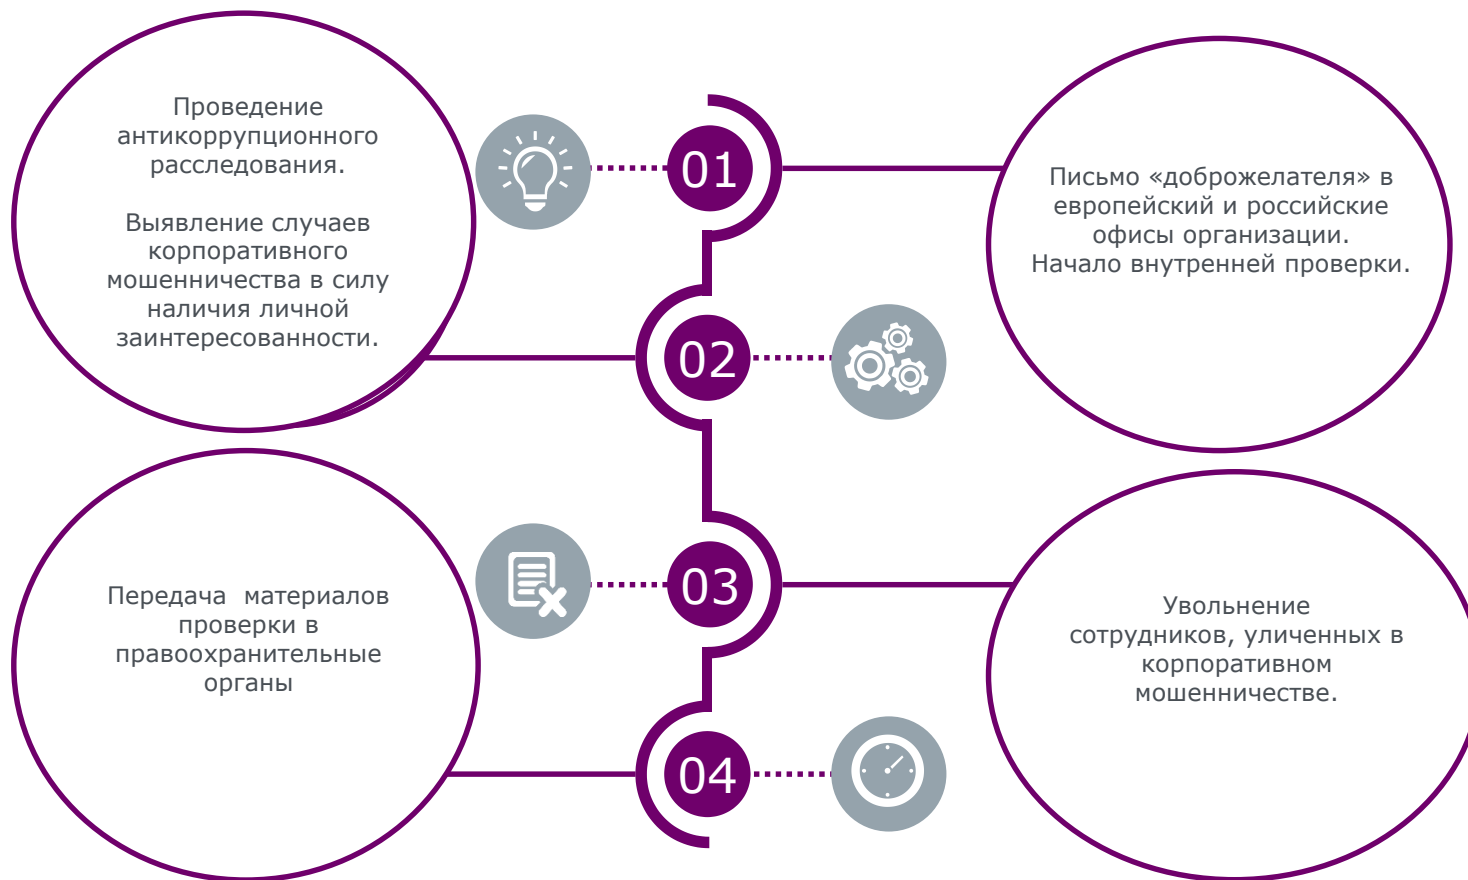 Проведение
антикоррупционного
расследования.
Выявление случаев
корпоративного
мошенничества в силу
наличия личной
заинтересованности.
01
Письмо «доброжелателя» в
европейский и российские
офисы организации.
Начало внутренней проверки.
02
Передача  материалов
проверки в
правоохранительные
органы
03
Увольнение
сотрудников, уличенных в
корпоративном
мошенничестве.
04